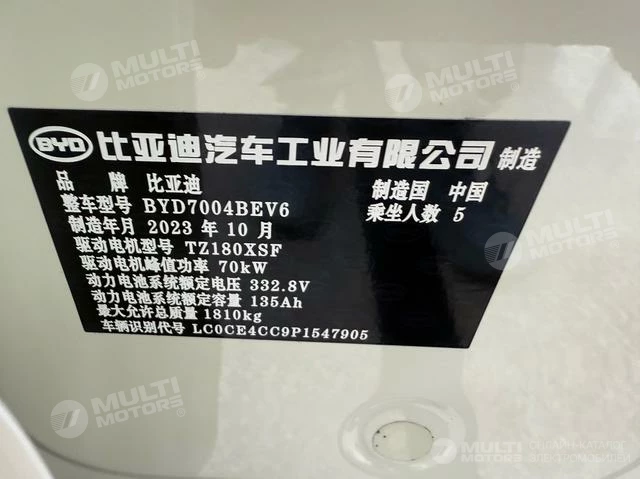 MULTI
MOTORS
MULTI
MOTORS
BYD 比亚迪汽车工业有限公司 制造
品 牌 比亚迪 制造国 中国
整车型号 BYD7004BEV6 乘坐人数 5
制造年月 2023 年 10 月
驱动电机型号 TZ180XSF
驱动电机峰值功率 70kW
动力电池系统额定电压 332.8V
动力电池系统额定容量 135Ah
最大允许总质量 1810kg
车辆识别代号 LC0CE4CC9P1547905
MULTI
MOTORS
MULTI
MOTORS
ОНЛАЙН-КАТАЛОГ
ЭЛЕКТРОМОБИЛЕЙ